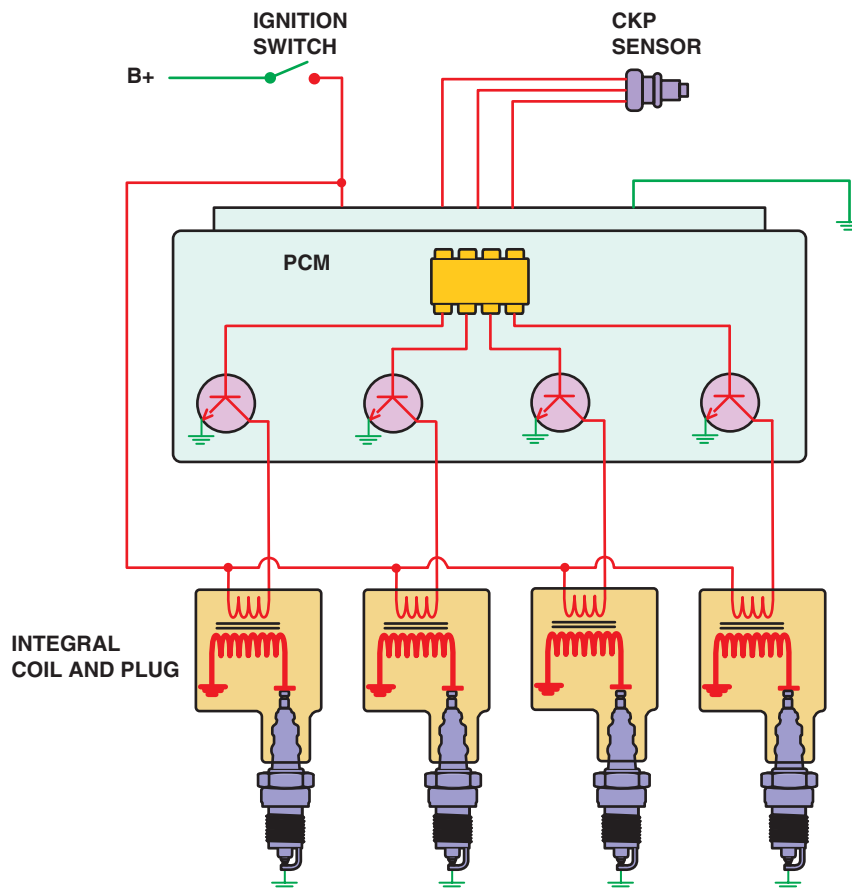 IGNITION
SWITCH
CKP
SENSOR
B+
PCM
INTEGRAL
COIL AND PLUG